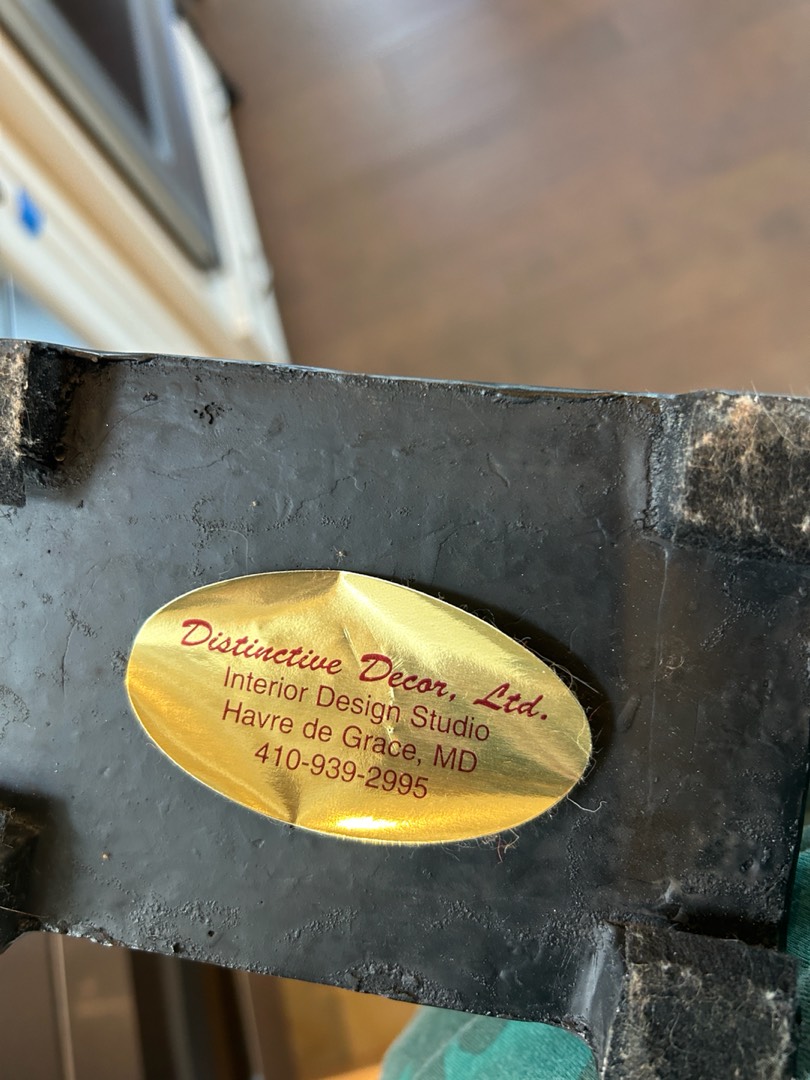 Distinctive Decor, Ltd.
Interior Design Studio
Havre de Grace, MD
410-939-2995